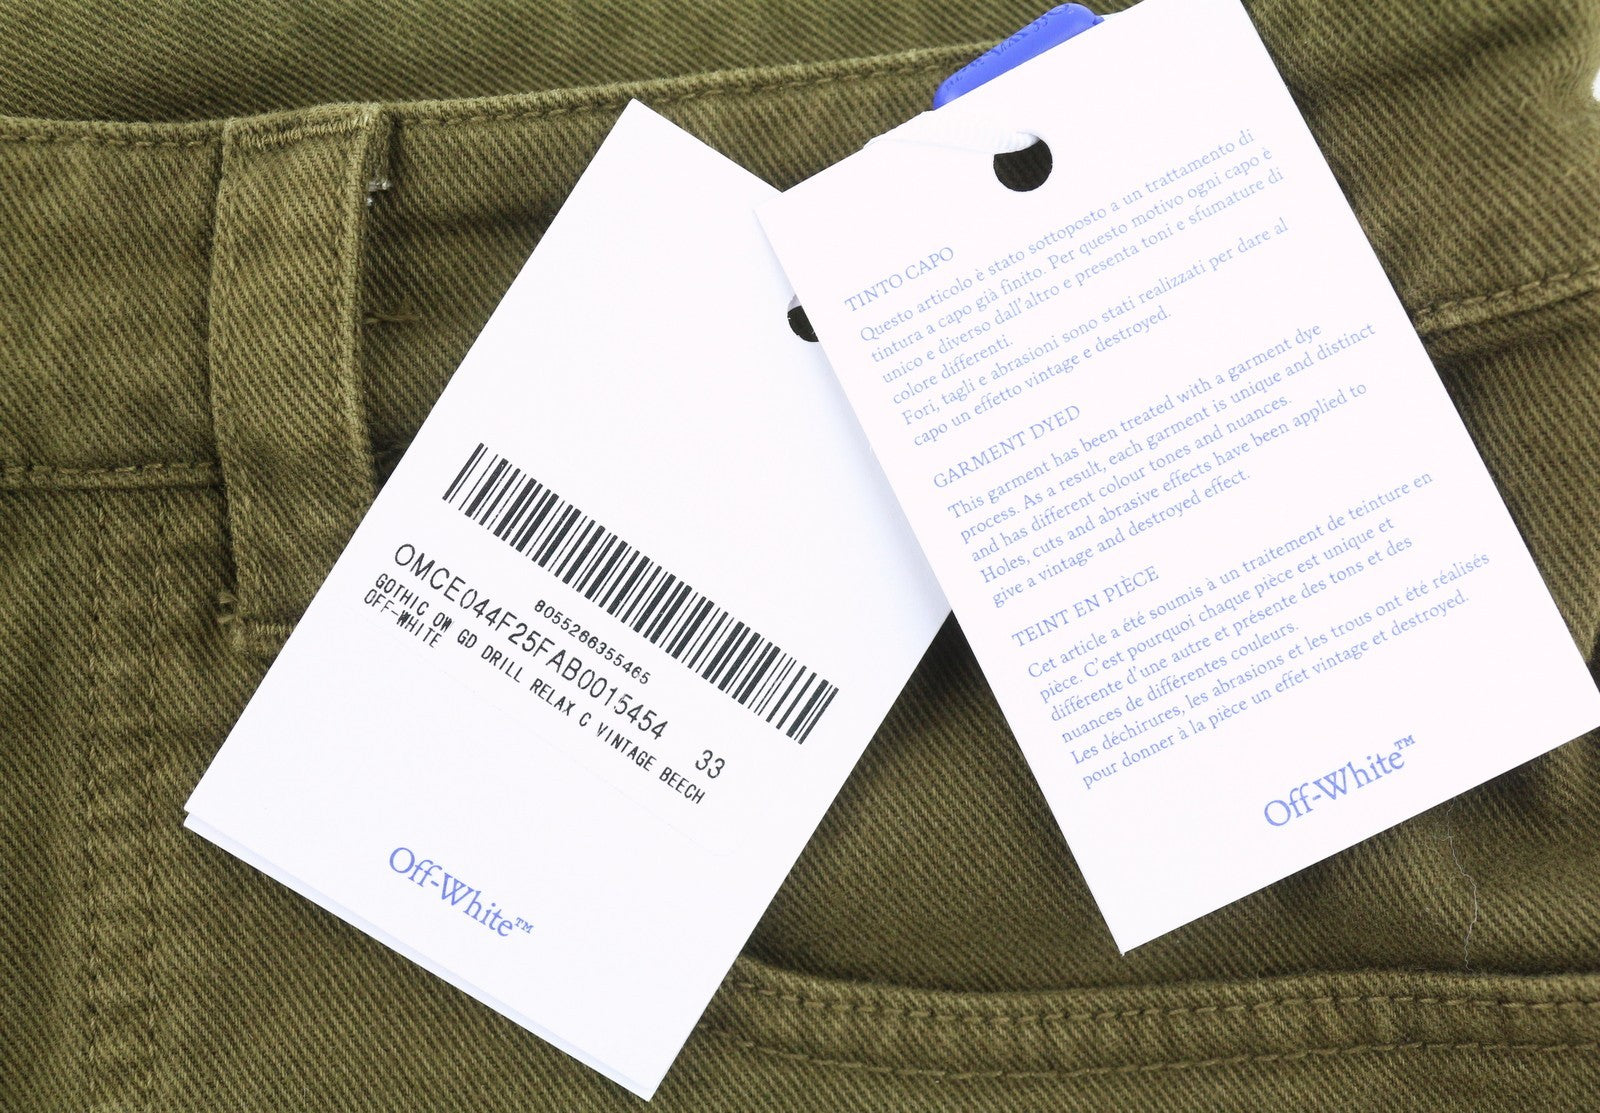 8055266355465
OMCE044F25FAB0015454 33
GOTHIC OW GD DRILL RELAX C VINTAGE BEECH
OFF-WHITE
Off-White™
TINTO CAPO
Questo articolo è stato sottoposto a un trattamento di
tintura a capo già finito. Per questo motivo ogni capo è
unico e diverso dall'altro e presenta toni e sfumature di
colore differenti.
Fori, tagli e abrasioni sono stati realizzati per dare al
capo un effetto vintage e destroyed.
GARMENT DYED
This garment has been treated with a garment dye
process. As a result, each garment is unique and distinct
and has different colour tones and nuances.
Holes, cuts and abrasive effects have been applied to
give a vintage and destroyed effect.
TEINT EN PIÈCE
Cet article a été soumis à un traitement de teinture en
pièce. C'est pourquoi chaque pièce est unique et
différente d'une autre et présente des tons et des
nuances de différentes couleurs.
Les déchirures, les abrasions et les trous ont été réalisés
pour donner à la pièce un effet vintage et destroyed.
Off-White™